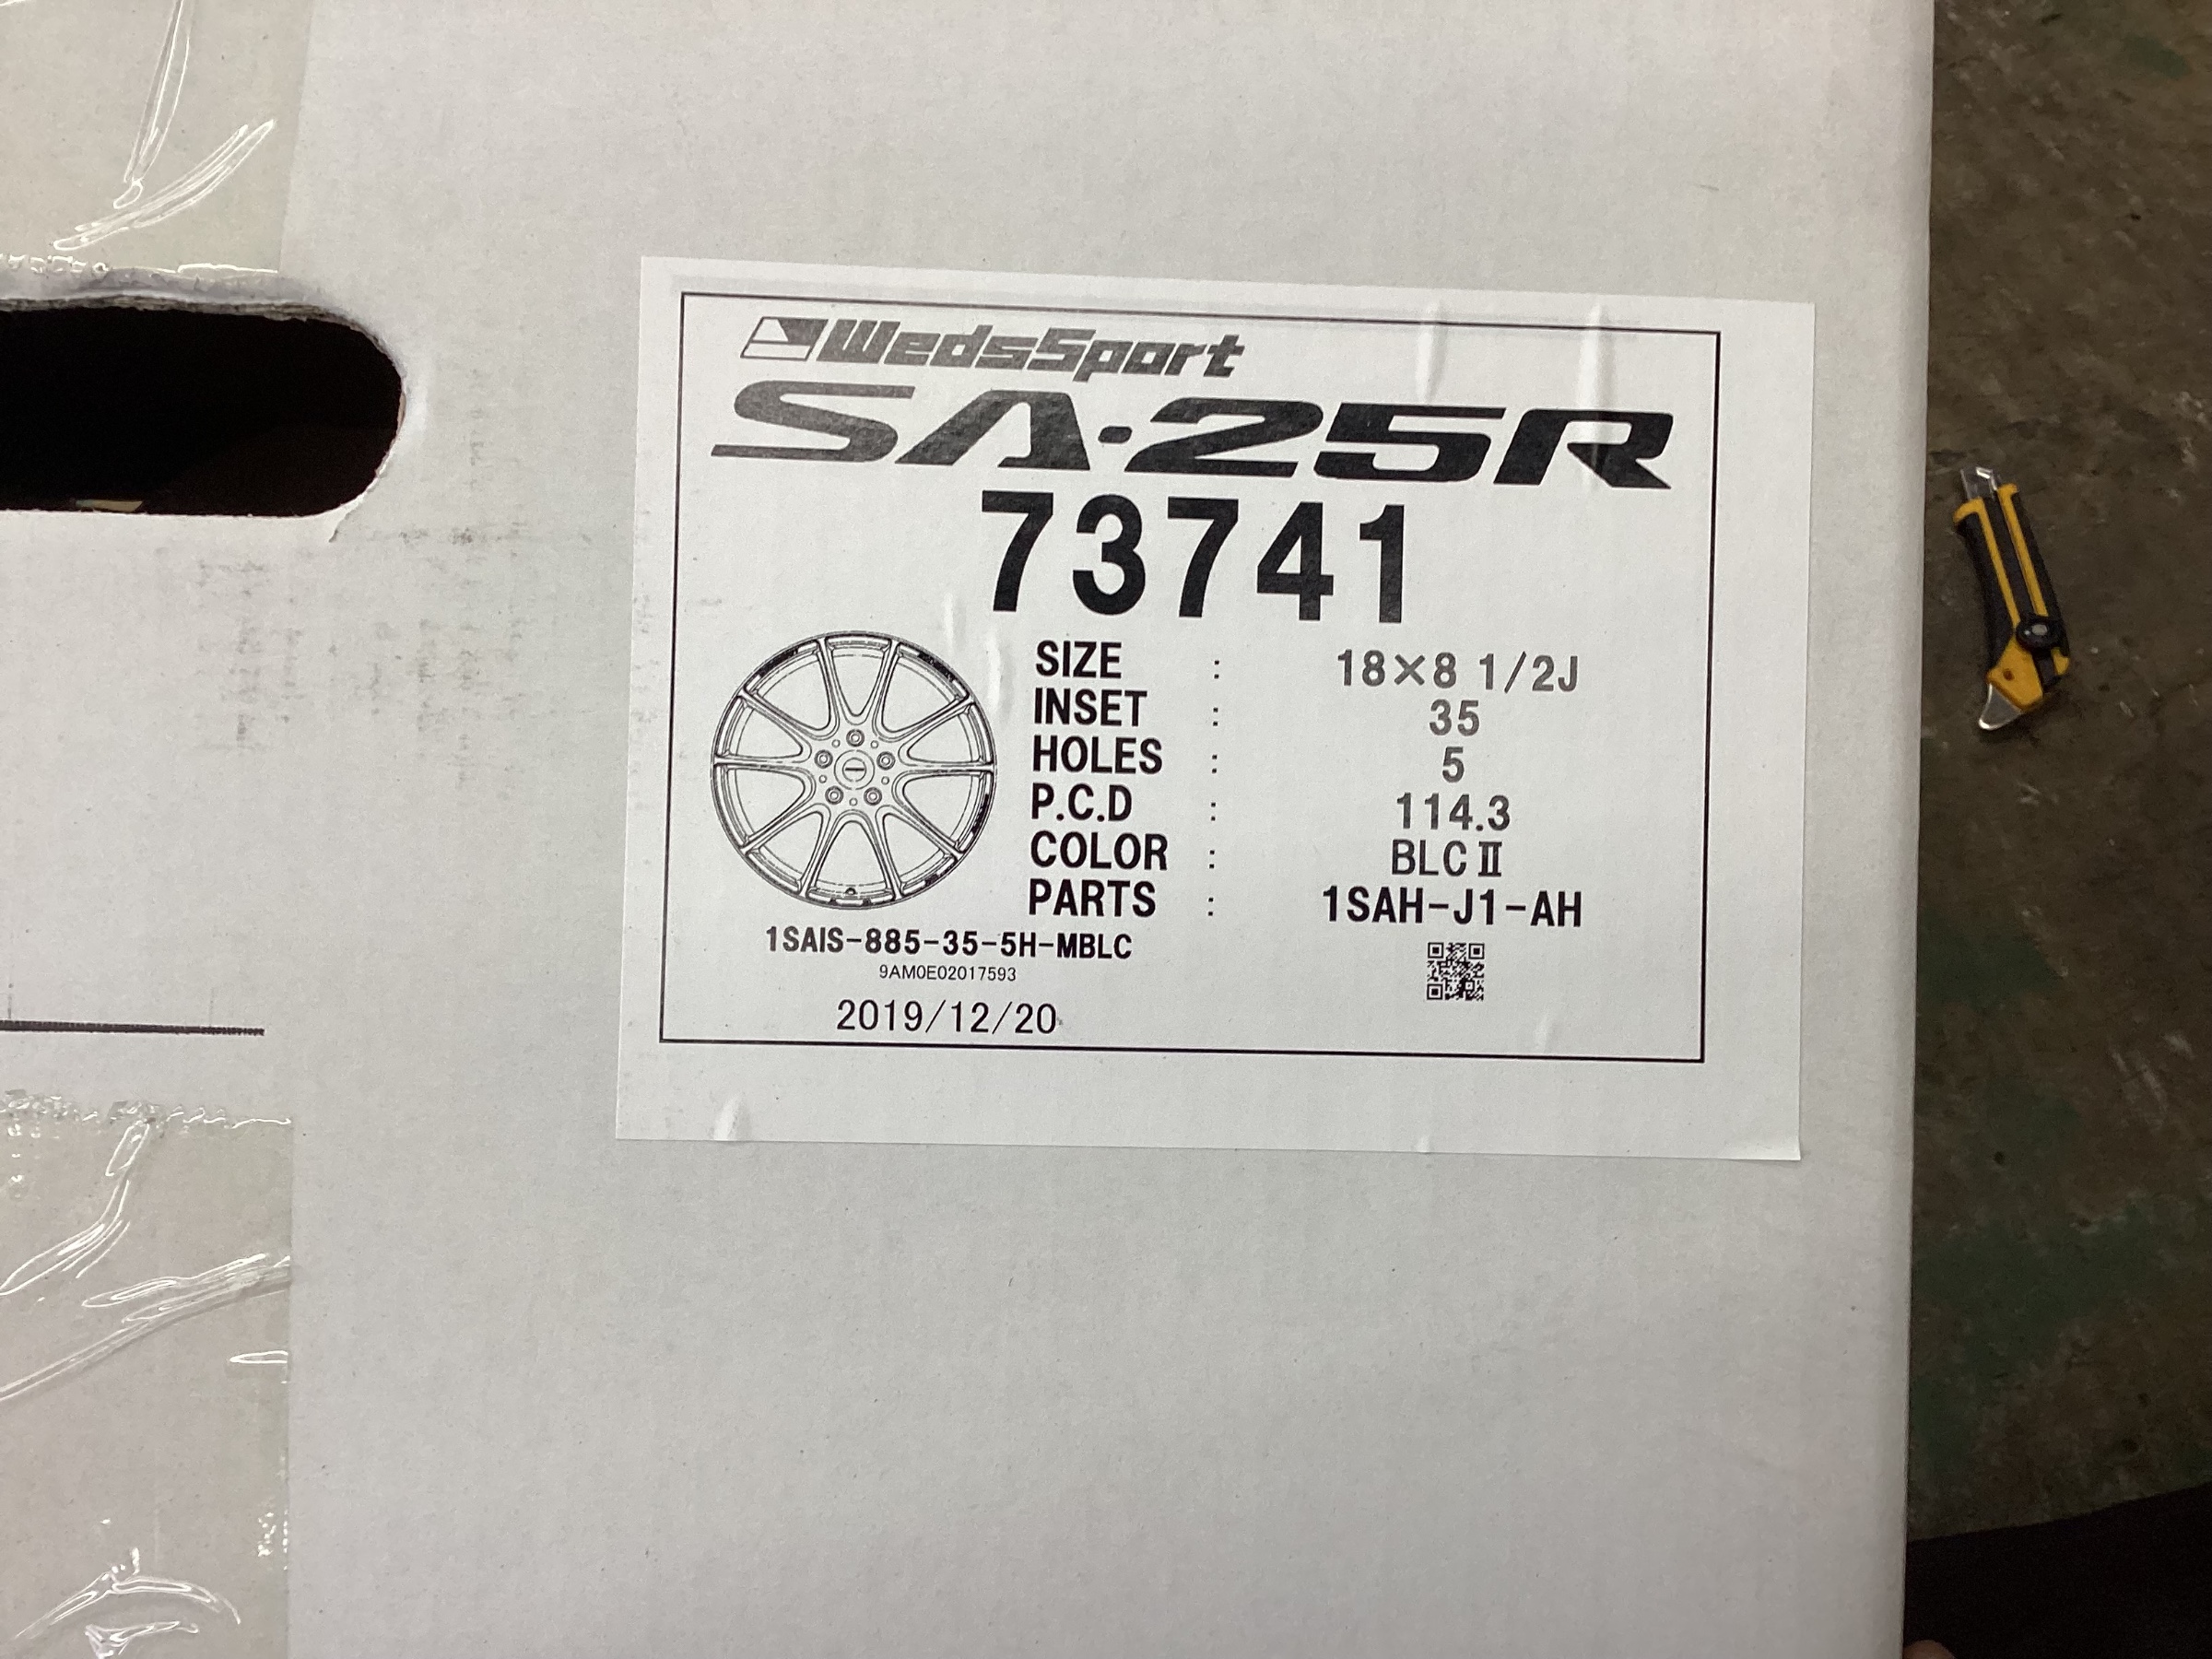 WedsSport
SA-25R
73741
SIZE : 18×8 1/2J
INSET : 35
HOLES : 5
P.C.D : 114.3
COLOR : BLCⅡ
PARTS : 1SAH-J1-AH
1SAIS-885-35-5H-MBLC
9AM0E02017593
2019/12/20